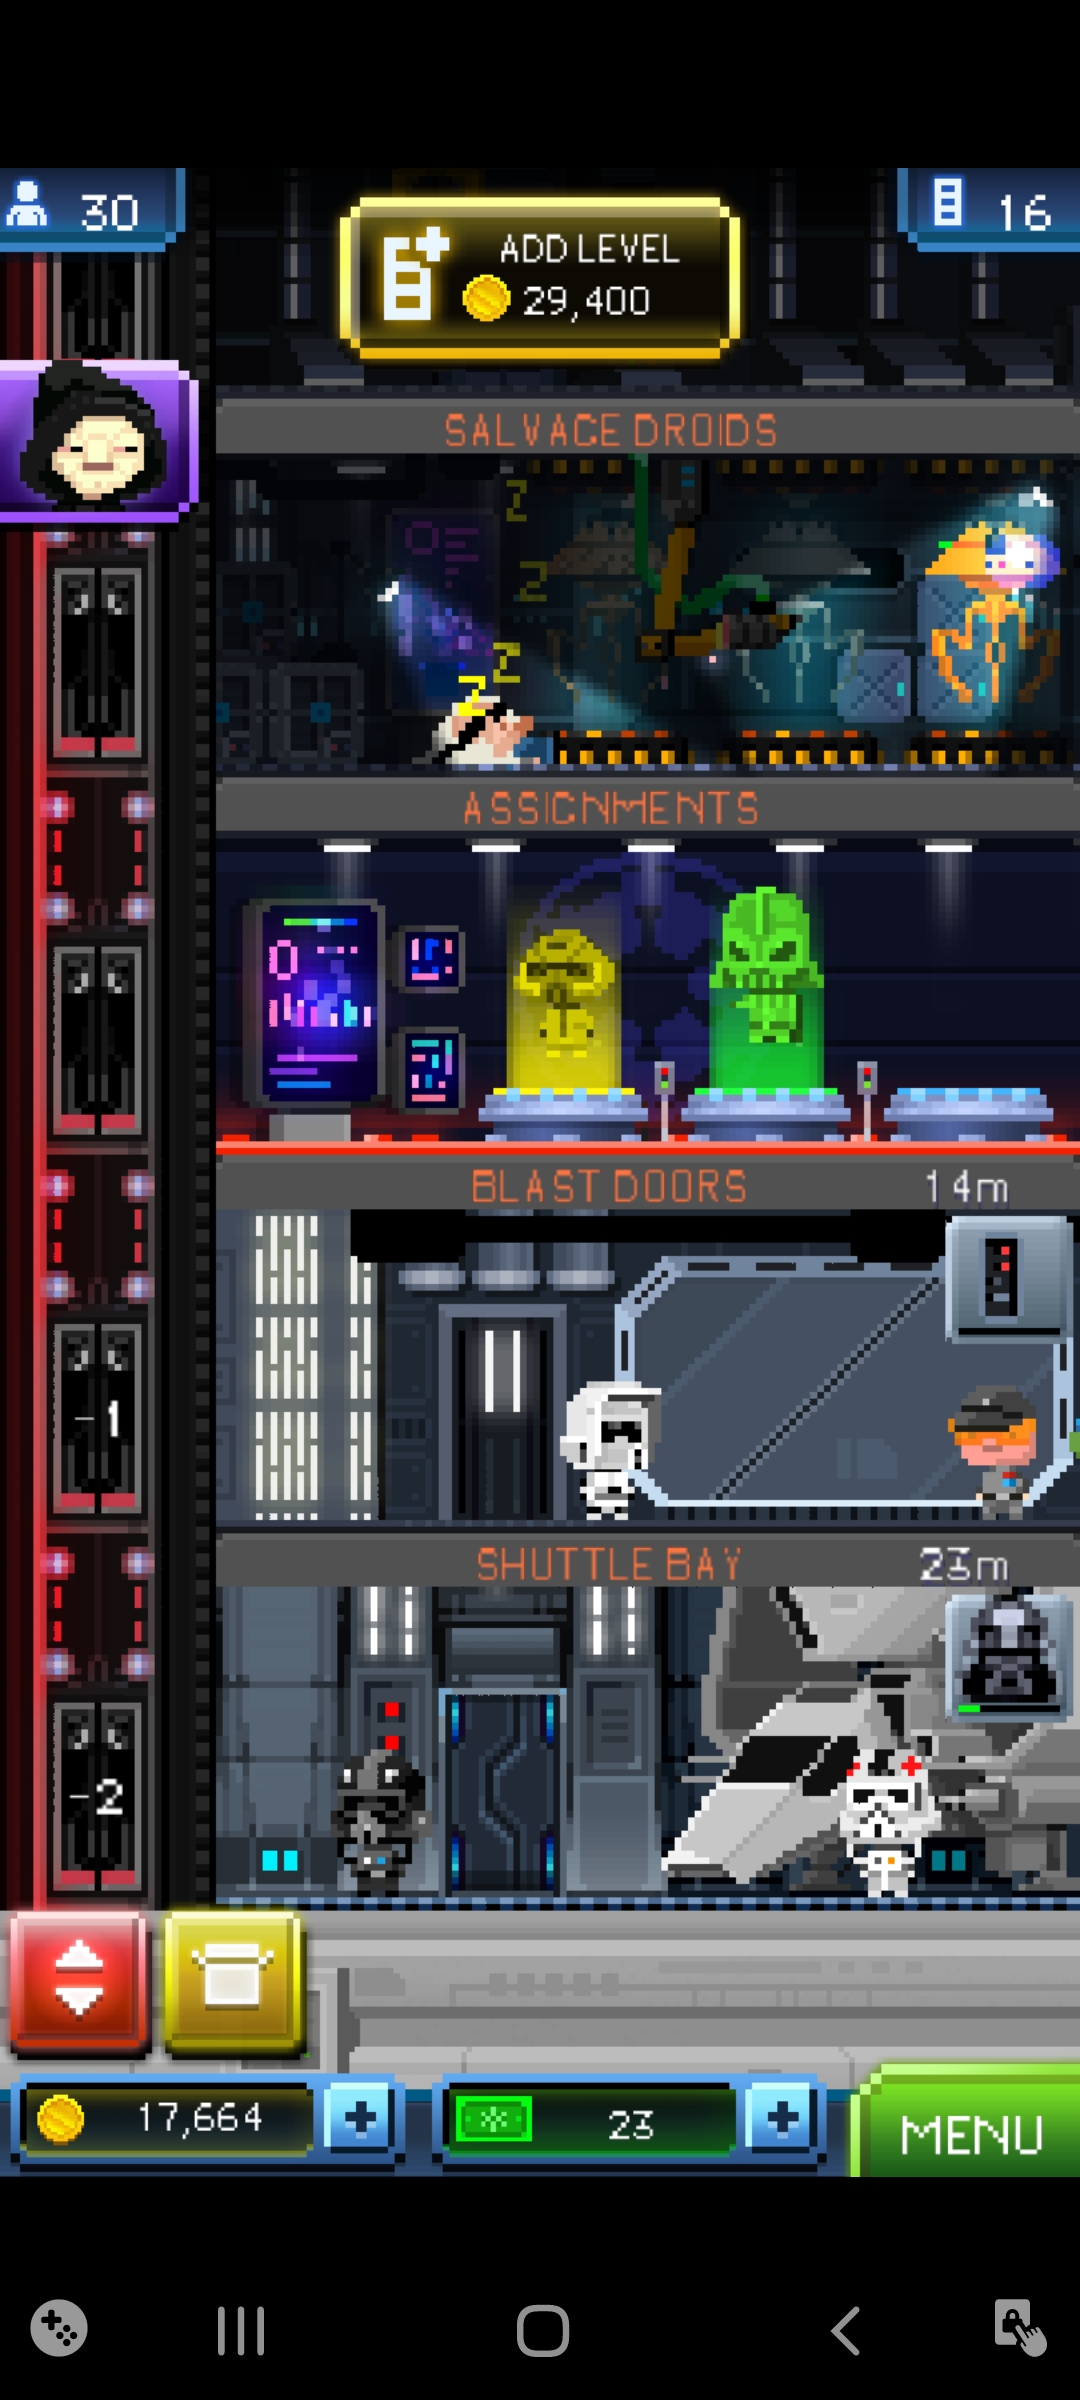 30
ADD LEVEL
29,400
16
SALVAGE DROIDS
Z
Z
Z
Z
ASSIGNMENTS
BLAST DOORS 14m
-1
SHUTTLE BAY 23m
-2
17,664
23
MENU